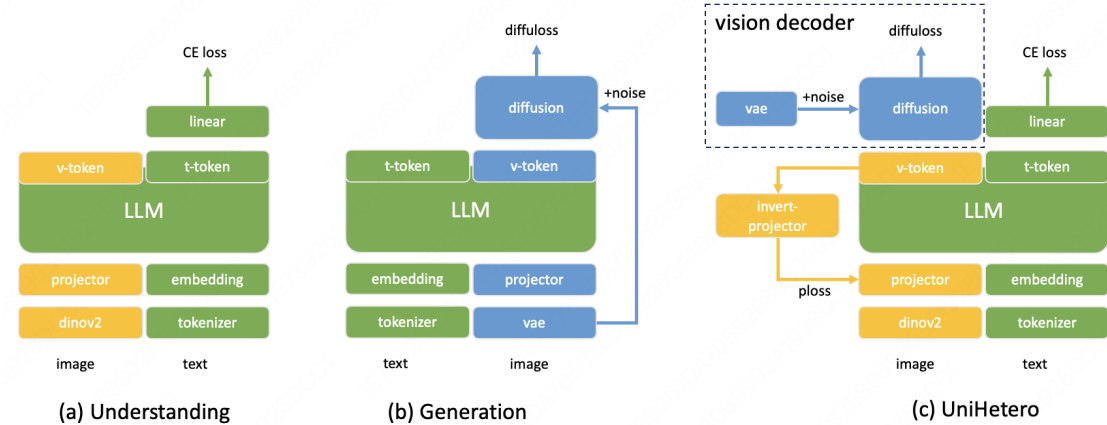 CE loss
linear
v-token
t-token
LLM
projector
embedding
dinov2
tokenizer
image
text
(a) Understanding
diffuloss
+noise
diffusion
t-token
v-token
LLM
embedding
projector
tokenizer
vae
text
image
(b) Generation
vision decoder
diffuloss
CE loss
vae
+noise
diffusion
linear
v-token
t-token
invert-
projector
LLM
ploss
projector
embedding
dinov2
tokenizer
image
text
(c) UniHetero